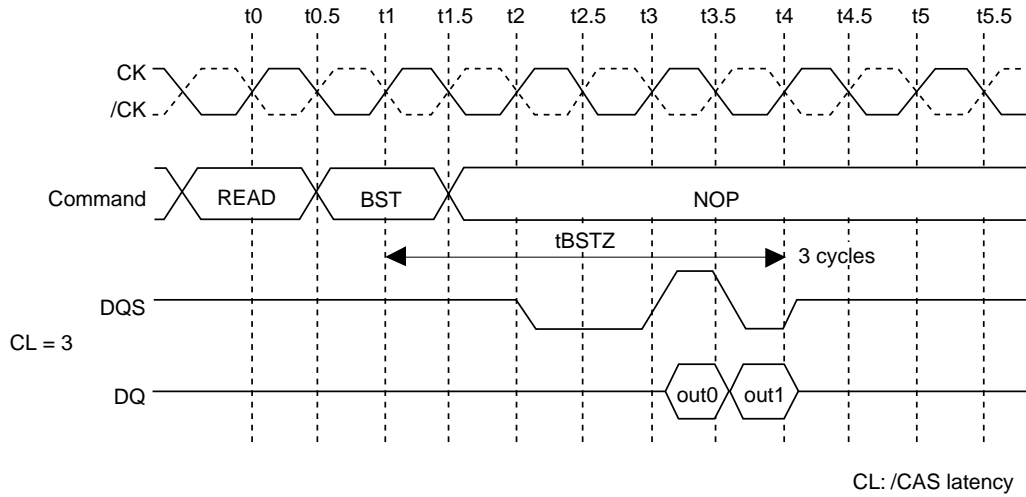 t0 t0.5 t1 t1.5 t2 t2.5 t3 t3.5 t4 t4.5 t5 t5.5
CK
/CK
Command READ BST NOP
tBSTZ
3 cycles
DQS
CL = 3
DQ out0 out1
CL: /CAS latency